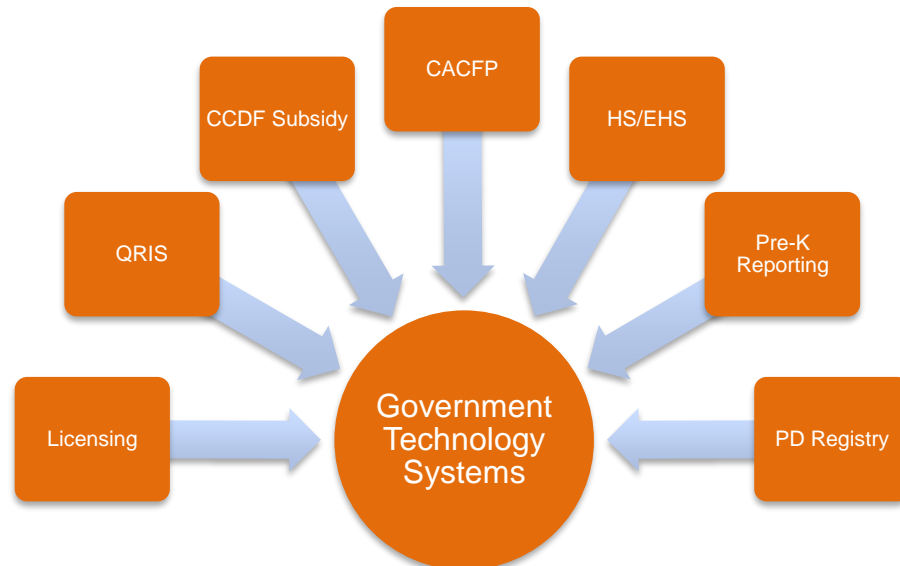 CACFP
CCDF Subsidy
HS/EHS
QRIS
Pre-K
Reporting
Licensing
Government
Technology
Systems
PD Registry